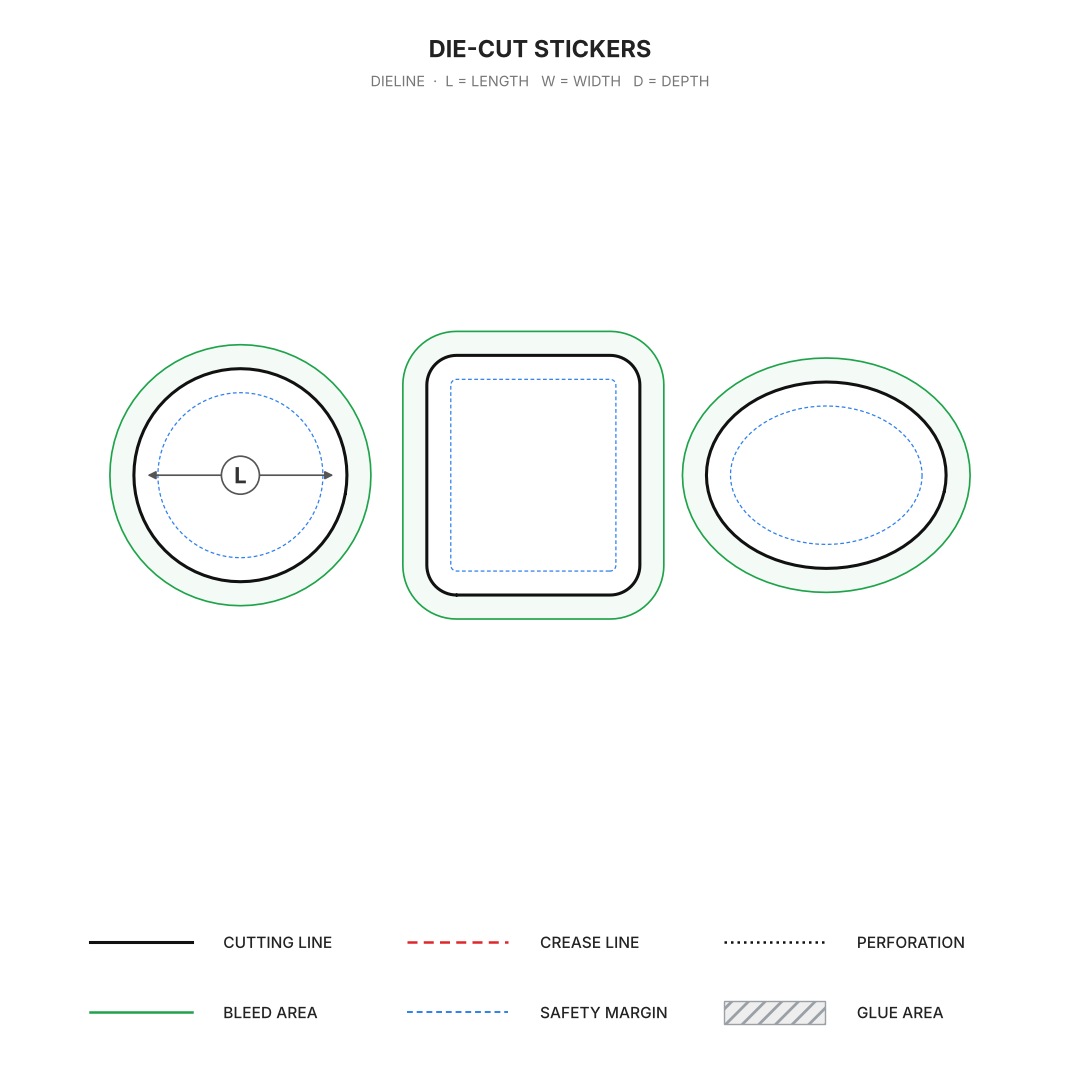 DIE-CUT STICKERS
DIELINE · L = LENGTH W = WIDTH D = DEPTH
L
CUTTING LINE
CREASE LINE
PERFORATION
BLEED AREA
SAFETY MARGIN
GLUE AREA